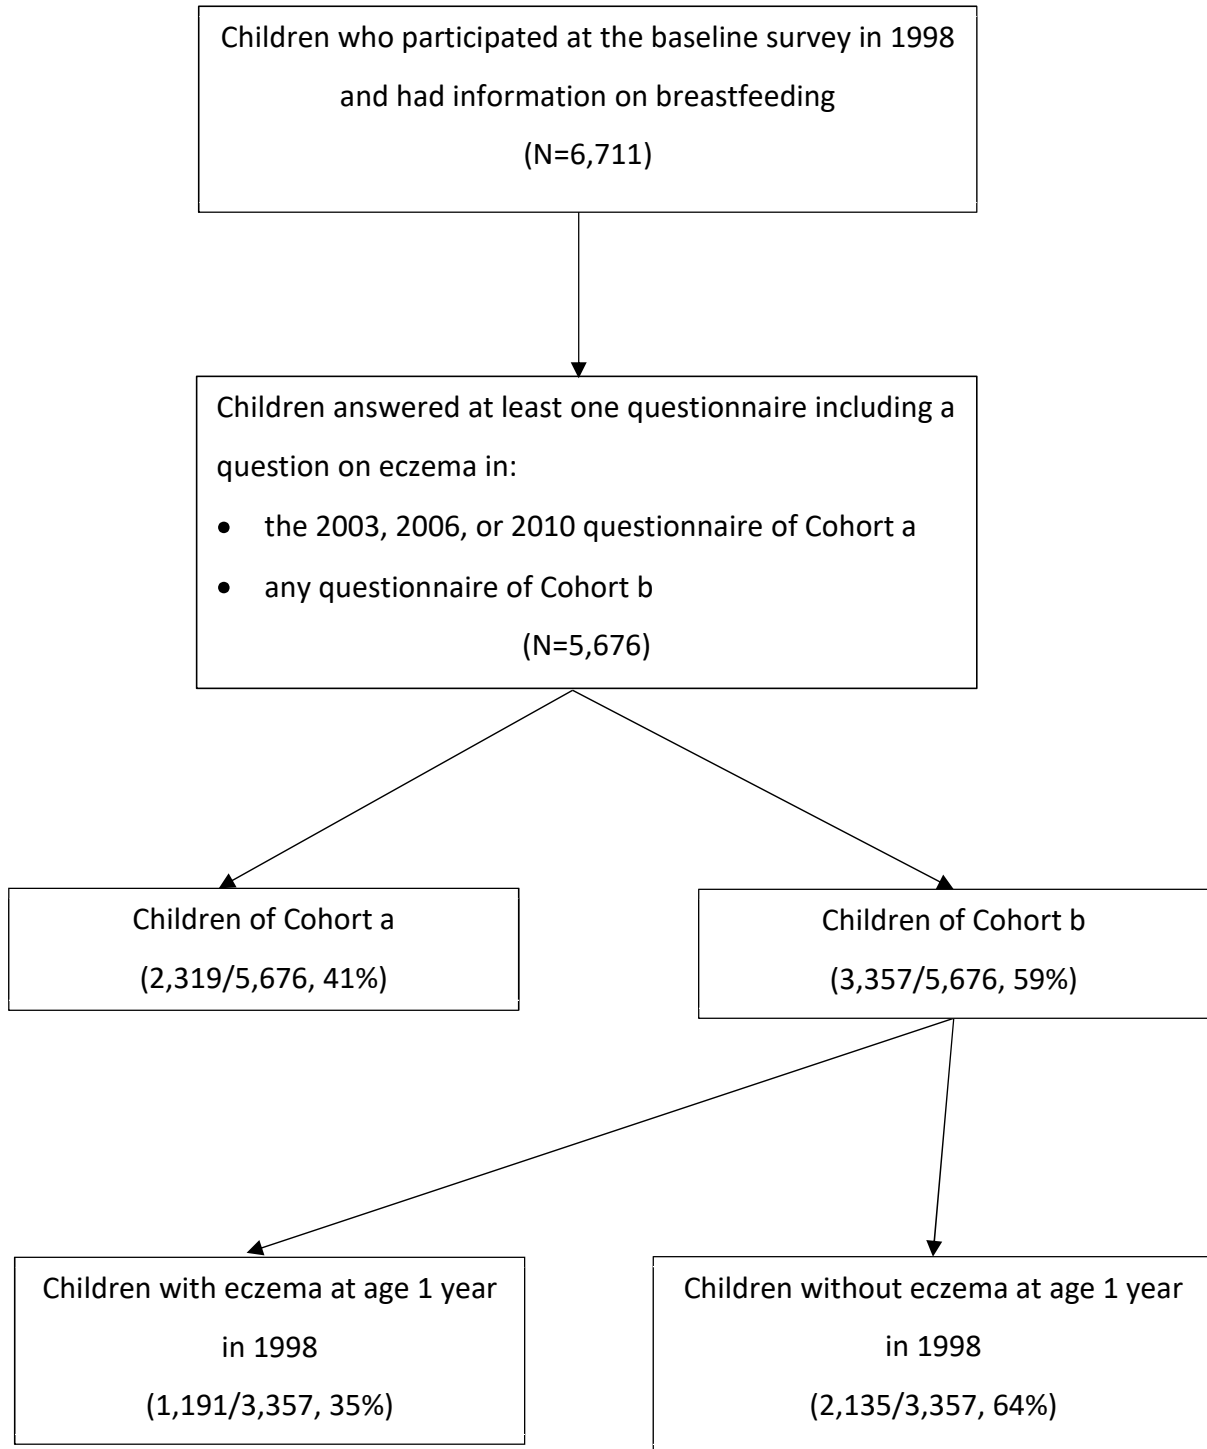 Children who participated at the baseline survey in 1998
and had information on breastfeeding
(N=6,711)
Children answered at least one questionnaire including a
question on eczema in:
• the 2003, 2006, or 2010 questionnaire of Cohort a
• any questionnaire of Cohort b
(N=5,676)
Children of Cohort a
(2,319/5,676, 41%)
Children of Cohort b
(3,357/5,676, 59%)
Children with eczema at age 1 year
in 1998
(1,191/3,357, 35%)
Children without eczema at age 1 year
in 1998
(2,135/3,357, 64%)